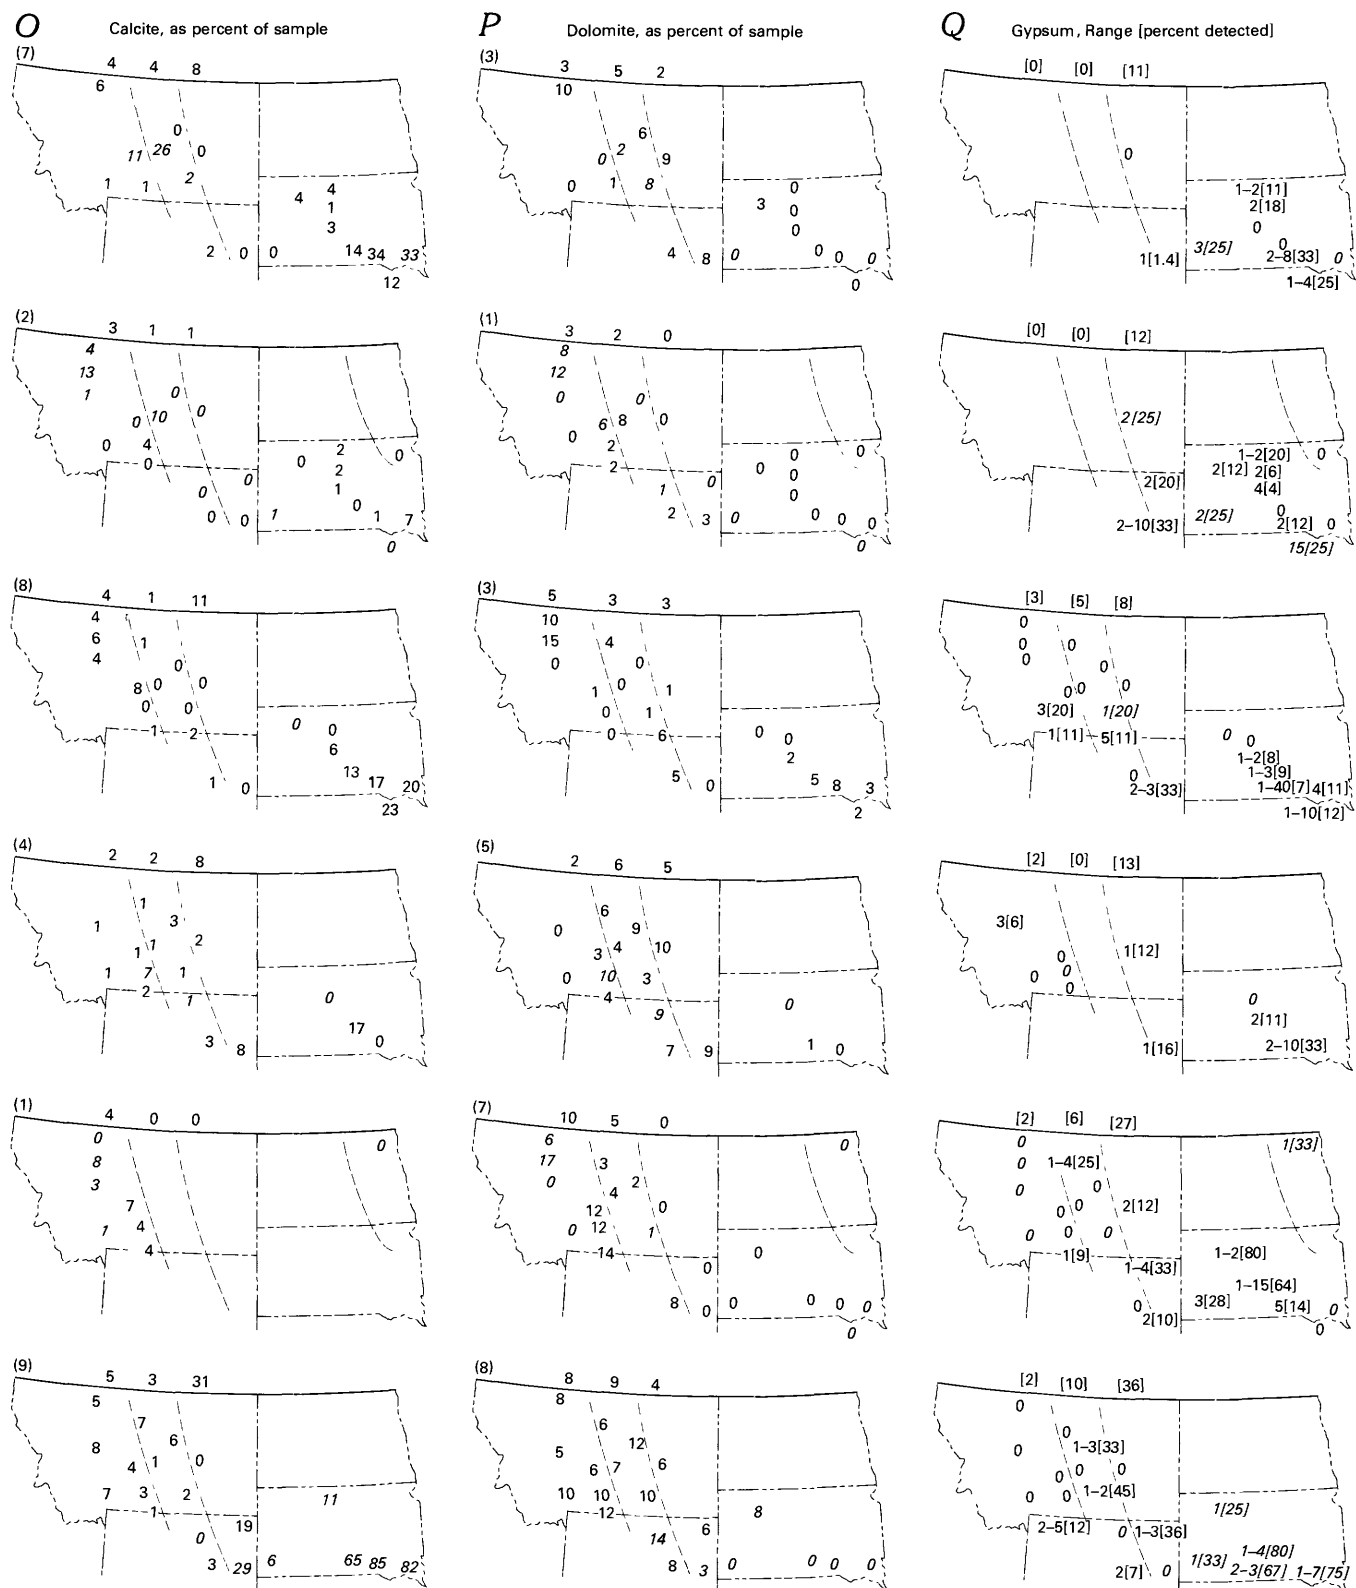 O Calcite, as percent of sample
P Dolomite, as percent of sample
Q Gypsum, Range [percent detected]
(7) 4 4 8
6
0
11 26 0
1 1 2
4 4
1
3
2 0 0 14 34 33
12
(3) 3 5 2
10
6
0 2 9
0 1 8
3 0
0
0
4 8 0 0 0 0
0
[0] [0] [11]
0
1–2[11]
2[18]
0
0
1[1.4] 3[25] 2–8[33] 0
1–4[25]
(2) 3 1 1
4
13
1 0
0 10 0
0 4 2 0
0 0 2
0 0 1
0
0 0 1 1 7
0
(1) 3 2 0
8
12
0 0
6 8 0
0 2 0 0
2 0 0
1 0 0
2 3 0 0 0 0
0
[0] [0] [12]
2[25]
1–2[20] 0
2[12] 2[6]
2[20] 4[4]
0
2–10[33] 2[25] 2[12] 0
15[25]
(8) 4 1 11
4
6 1
4 0
8 0 0
0 0
1 2 0 0
6
13
1 0 17 20
23
(3) 5 3 3
10
15 4
0 0
1 0 1
0 1
0 6 0 0
2
5 0 5 8 3
2
[3] [5] [8]
0
0 0
0 0
0 0 0
3[20] 1[20]
1[11] 5[11] 0 0
1–2[8]
0 1–3[9]
2–3[33] 1–40[7] 4[11]
1–10[12]
(4) 2 2 8
1
1 3
1 1 2
1 7 1
2 1 0
17
3 8 0
(5) 2 6 5
6
0 9
3 4 10
0 10 3
4 9 0
7 9 1 0
[2] [0] [13]
3[6]
0 1[12]
0 0
0 0
2[11]
1[16] 2–10[33]
(1) 4 0 0
0 0
8
3
7
1 4
4
(7) 10 5 0
6 0
17 3
0 4 2
12 0
0 12 1
14 0 0
8 0 0 0 0 0
0
[2] [6] [27]
0 1[33]
0 1–4[25]
0 0
0 0 2[12]
0 0 0
1[9] 1–4[33] 1–2[80]
1–15[64]
0 3[28] 5[14] 0
2[10] 0
(9) 5 3 31
5
7
8 6
4 1 0
7 3 2 11
1 19
0
3 29 6 65 85 82
(8) 8 9 4
8
6
5 12
6 7 6
10 10 10
12 6 8
14
8 3 0 0 0 0
[2] [10] [36]
0
0
0 1–3[33]
0 0 0
0 0 1–2[45] 1[25]
2–5[12] 0 1–3[36]
1–4[80]
1[33] 2–3[67] 1–7[75]
2[7] 0